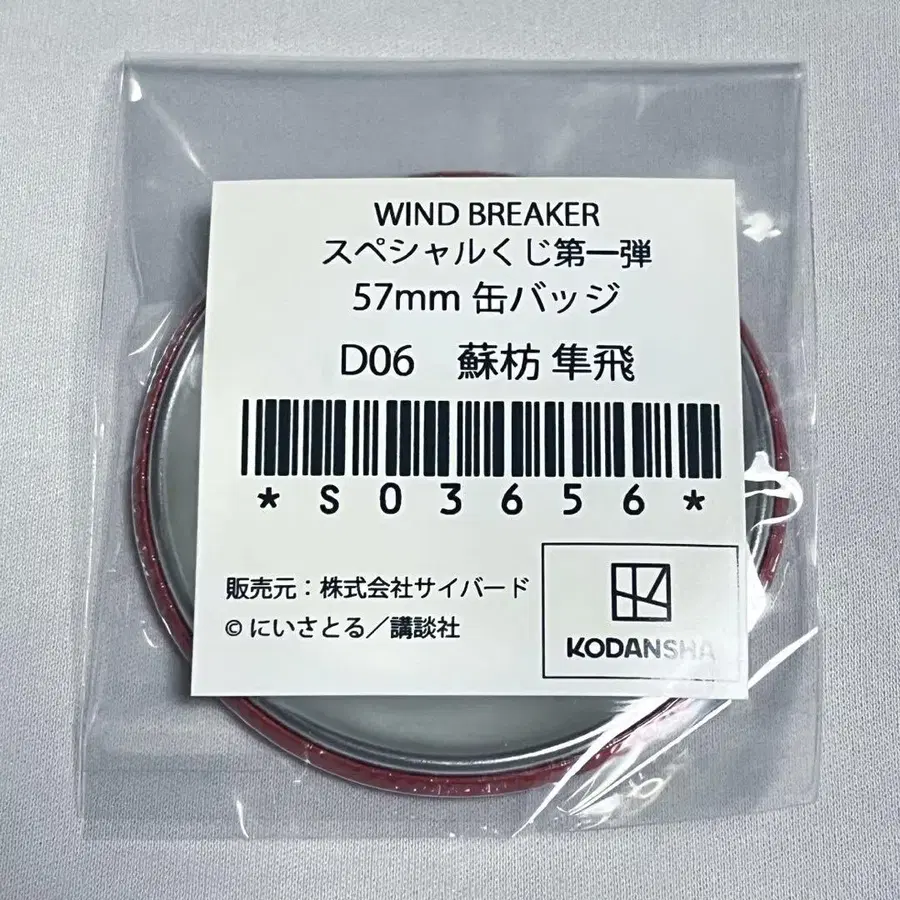 WIND BREAKER
スペシャルくじ第一弾
57mm 缶バッジ
D06　蘇枋 隼飛
*S03656*
販売元：株式会社サイバード
© にいさとる／講談社
KODANSHA